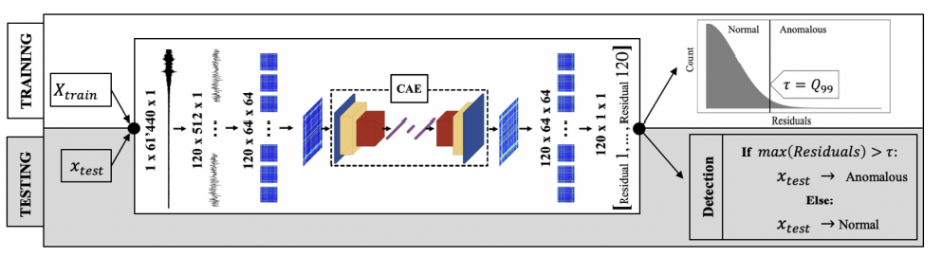 TRAINING
TESTING
X_train
x_test
1 x 61'440 x 1
120 x 512 x 1
120 x 64 x 64
CAE
120 x 64 x 64
120 x 1 x 1
[Residual 1, ...., Residual 120]
Normal
Anomalous
Count
τ = Q_99
Residuals
Detection
If max(Residuals) > τ:
x_test → Anomalous
Else:
x_test → Normal